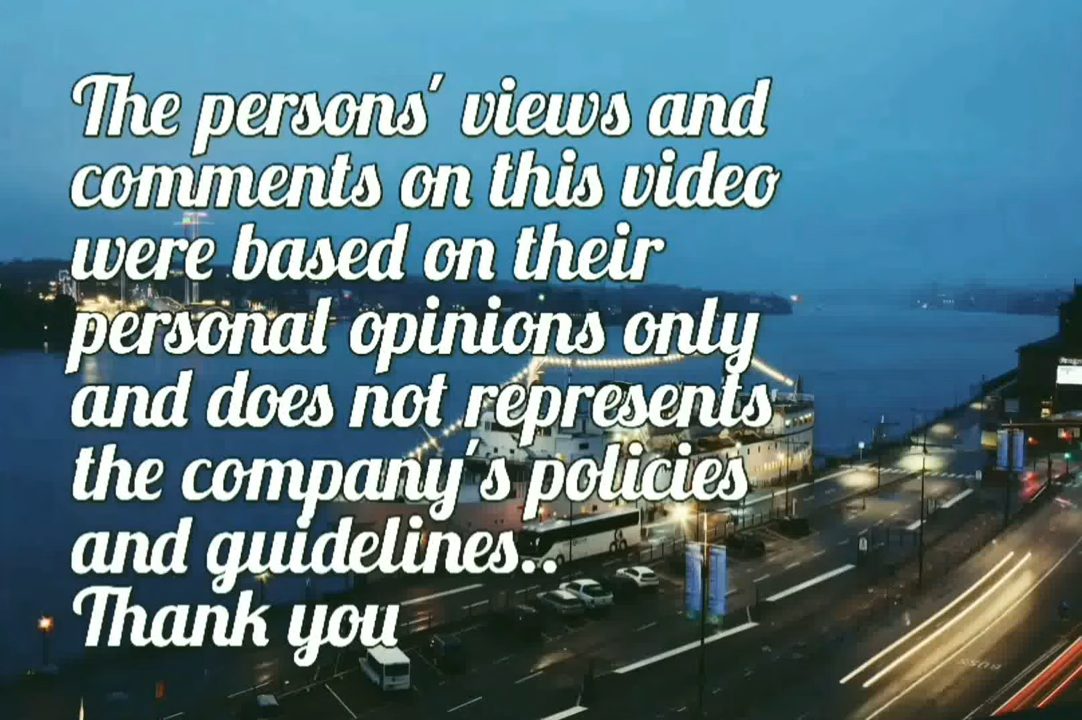 The persons' views and
comments on this video
were based on their
personal opinions only
and does not represents
the company's policies
and guidelines..
Thank you